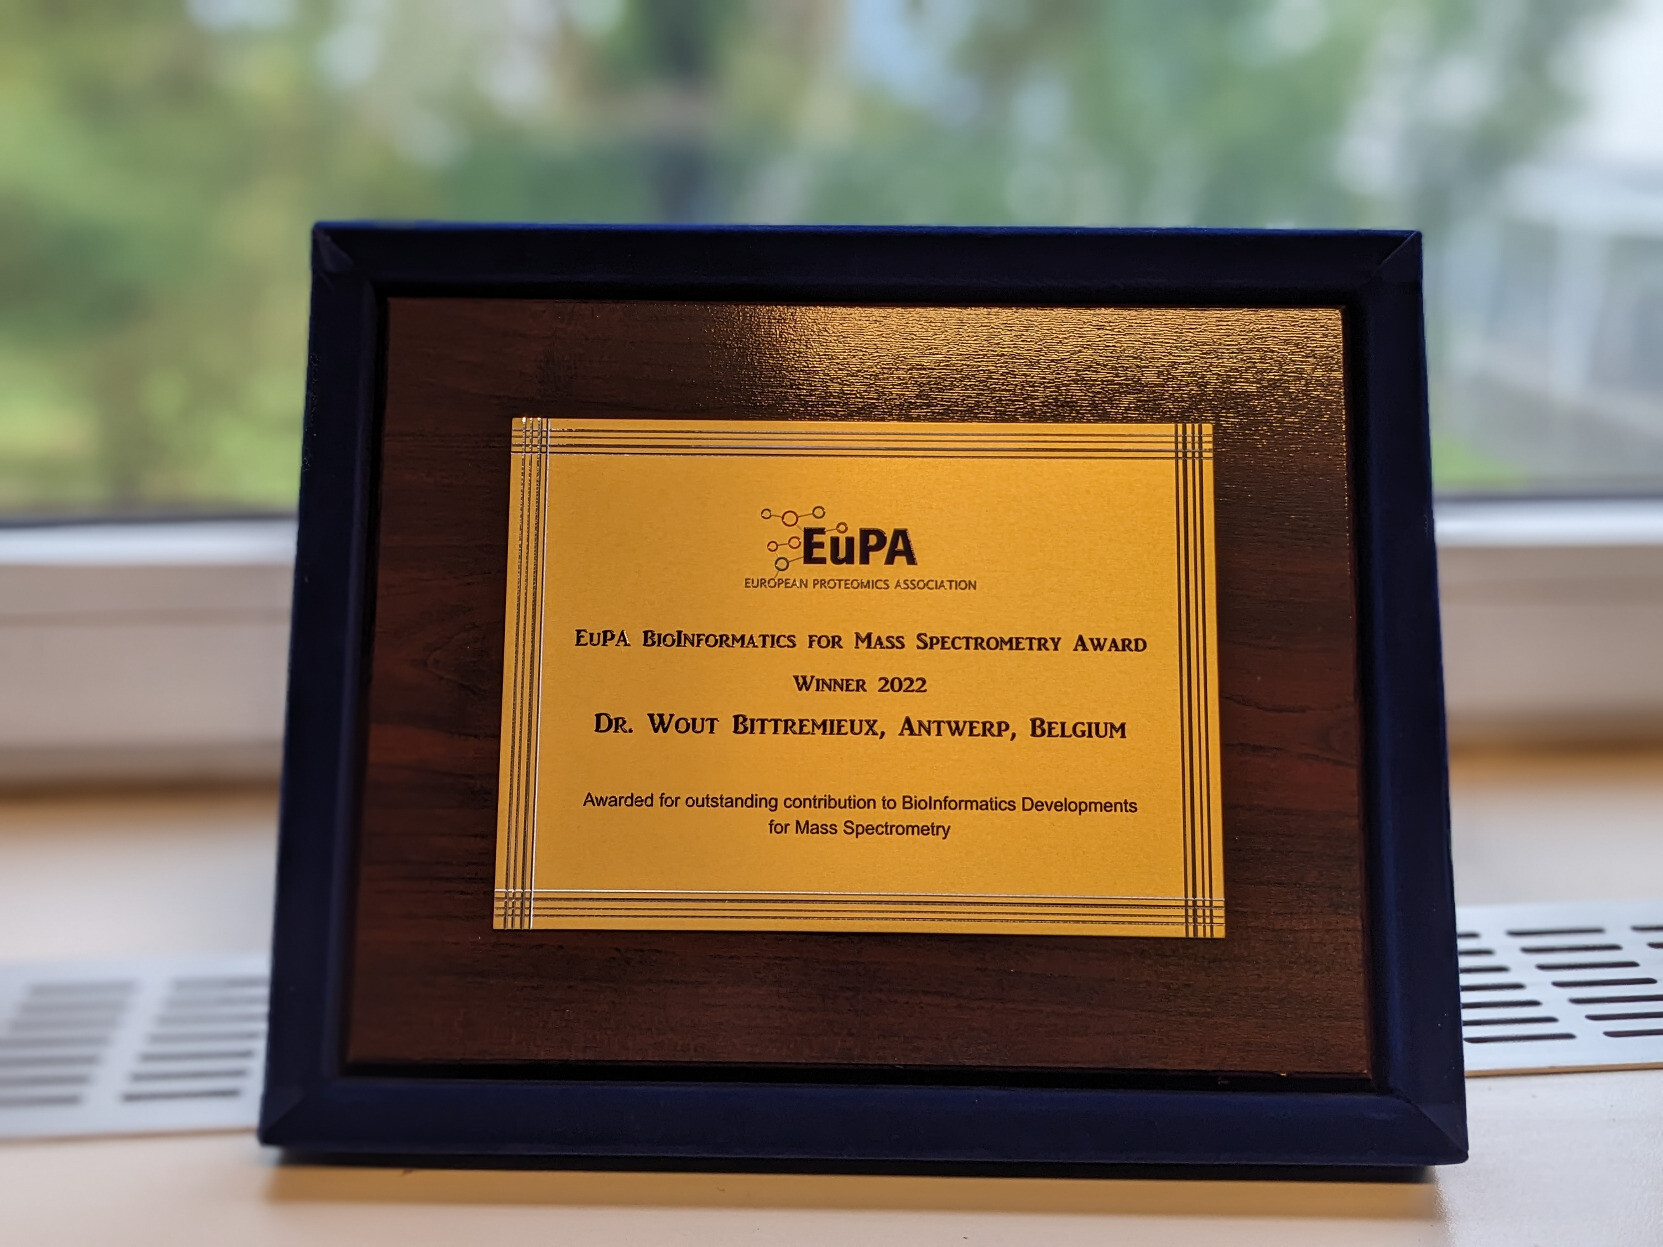 EuPA
EUROPEAN PROTEOMICS ASSOCIATION
EuPA BioInformatics for Mass Spectrometry Award
Winner 2022
Dr. Wout Bittremieux, Antwerp, Belgium
Awarded for outstanding contribution to BioInformatics Developments
for Mass Spectrometry